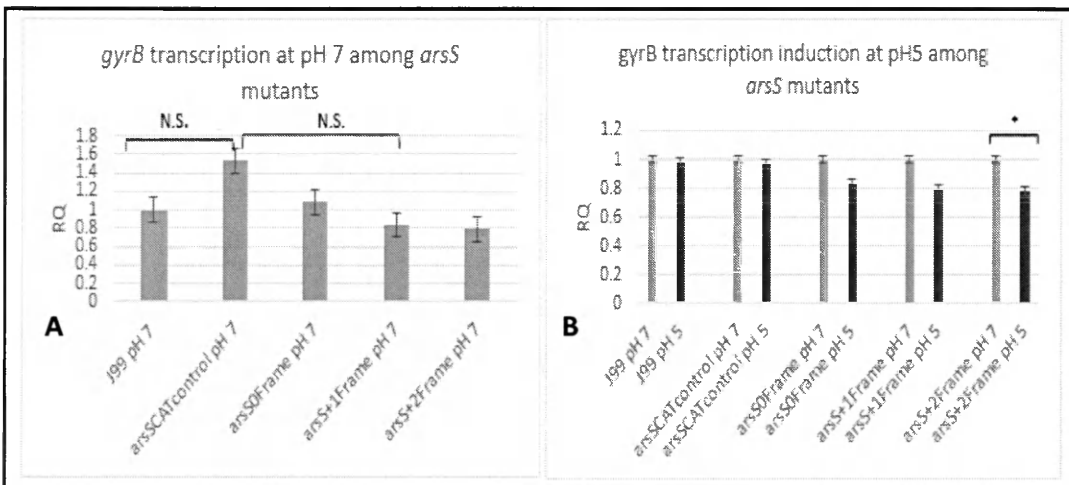 gyrB transcription at pH 7 among arsS
mutants
N.S.
N.S.
1.8
1.6
1.4
1.2
1
0.8
0.6
0.4
0.2
0
RQ
A
J99 pH 7
arsSCATcontrol pH 7
arsS0Frame pH 7
arsS+1Frame pH 7
arsS+2Frame pH 7
gyrB transcription induction at pH5 among
arsS mutants
*
1.2
1
0.8
0.6
0.4
0.2
0
RQ
B
J99 pH 7
J99 pH 5
arsSCATcontrol pH 7
arsSCATcontrol pH 5
arsS0Frame pH 7
arsS0Frame pH 5
arsS+1Frame pH 7
arsS+1Frame pH 5
arsS+2Frame pH 7
arsS+2Frame pH 5